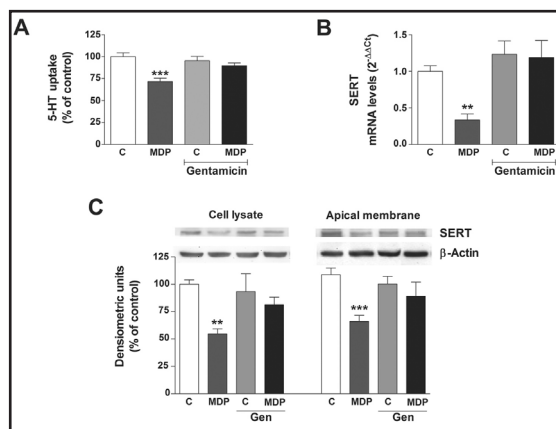 A
5-HT uptake
(% of control)
125
100
75
50
25
0
***
C
MDP
C
MDP
Gentamicin
B
SERT
mRNA levels (2^-ΔΔCt)
1.5
1.0
0.5
0.0
**
C
MDP
C
MDP
Gentamicin
C
Cell lysate
Apical membrane
SERT
β-Actin
Densiometric units
(% of control)
125
100
75
50
25
0
**
***
C
MDP
C
MDP
C
MDP
C
MDP
Gen
Gen